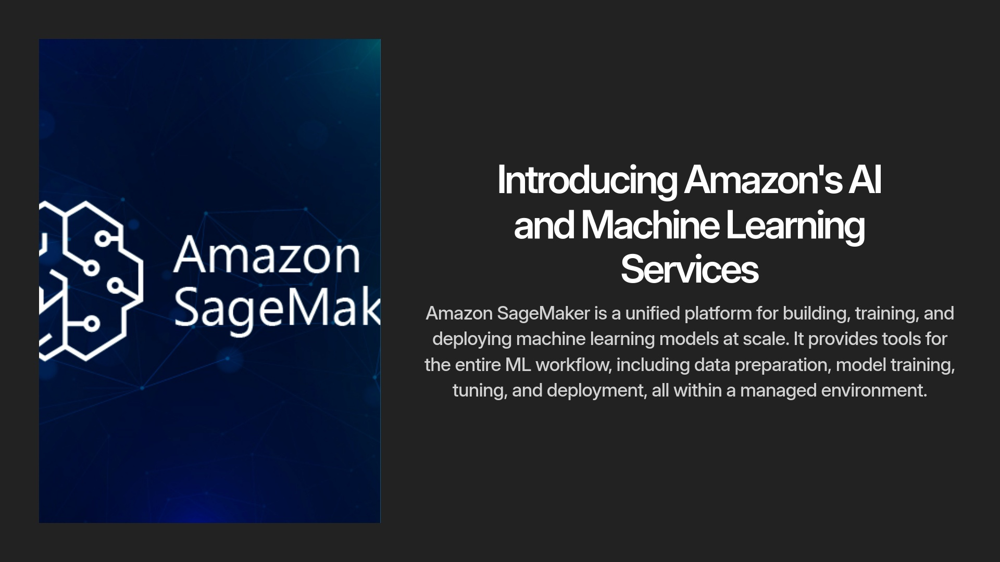 Amazon
SageMak
Introducing Amazon's AI
and Machine Learning
Services
Amazon SageMaker is a unified platform for building, training, and
deploying machine learning models at scale. It provides tools for
the entire ML workflow, including data preparation, model training,
tuning, and deployment, all within a managed environment.